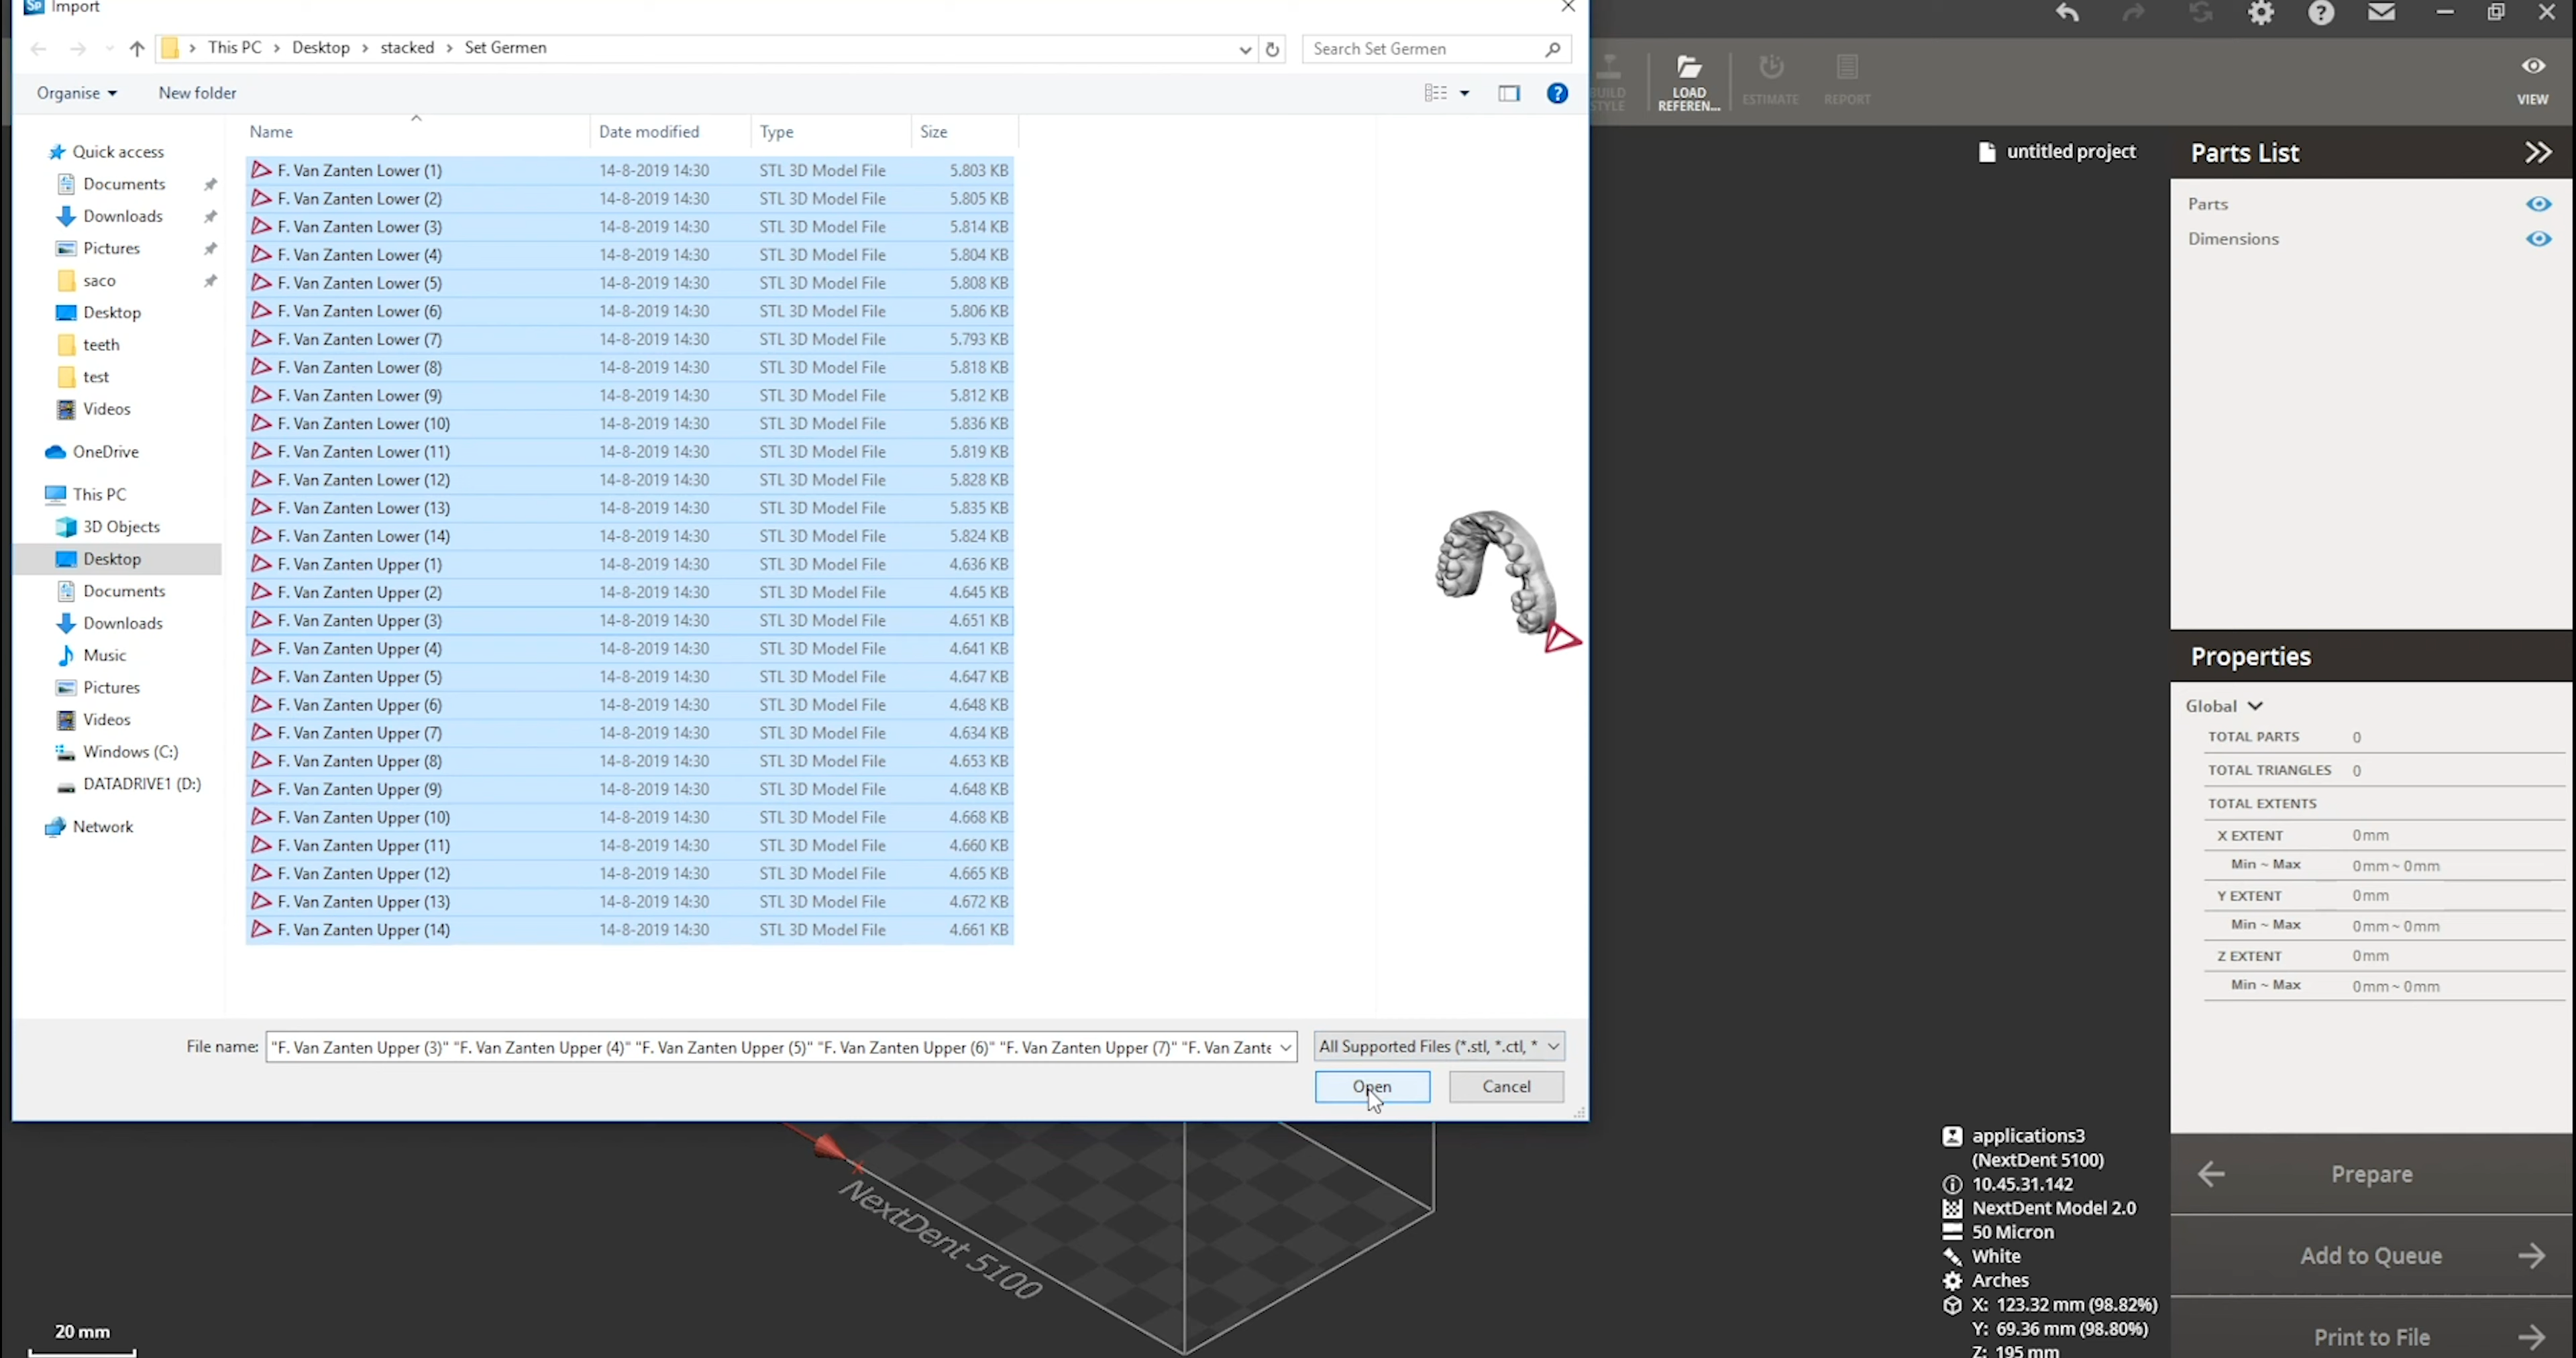 Sp Import
This PC > Desktop > stacked > Set Germen
Search Set Germen
Organise
New folder
Name Date modified Type Size
Quick access
Documents
Downloads
Pictures
saco
Desktop
teeth
test
Videos
OneDrive
This PC
3D Objects
Desktop
Documents
Downloads
Music
Pictures
Videos
Windows (C:)
DATADRIVE1 (D:)
Network
F. Van Zanten Lower (1) 14-8-2019 14:30 STL 3D Model File 5.803 KB
F. Van Zanten Lower (2) 14-8-2019 14:30 STL 3D Model File 5.805 KB
F. Van Zanten Lower (3) 14-8-2019 14:30 STL 3D Model File 5.814 KB
F. Van Zanten Lower (4) 14-8-2019 14:30 STL 3D Model File 5.804 KB
F. Van Zanten Lower (5) 14-8-2019 14:30 STL 3D Model File 5.808 KB
F. Van Zanten Lower (6) 14-8-2019 14:30 STL 3D Model File 5.806 KB
F. Van Zanten Lower (7) 14-8-2019 14:30 STL 3D Model File 5.793 KB
F. Van Zanten Lower (8) 14-8-2019 14:30 STL 3D Model File 5.818 KB
F. Van Zanten Lower (9) 14-8-2019 14:30 STL 3D Model File 5.812 KB
F. Van Zanten Lower (10) 14-8-2019 14:30 STL 3D Model File 5.836 KB
F. Van Zanten Lower (11) 14-8-2019 14:30 STL 3D Model File 5.819 KB
F. Van Zanten Lower (12) 14-8-2019 14:30 STL 3D Model File 5.828 KB
F. Van Zanten Lower (13) 14-8-2019 14:30 STL 3D Model File 5.835 KB
F. Van Zanten Lower (14) 14-8-2019 14:30 STL 3D Model File 5.824 KB
F. Van Zanten Upper (1) 14-8-2019 14:30 STL 3D Model File 4.636 KB
F. Van Zanten Upper (2) 14-8-2019 14:30 STL 3D Model File 4.645 KB
F. Van Zanten Upper (3) 14-8-2019 14:30 STL 3D Model File 4.651 KB
F. Van Zanten Upper (4) 14-8-2019 14:30 STL 3D Model File 4.641 KB
F. Van Zanten Upper (5) 14-8-2019 14:30 STL 3D Model File 4.647 KB
F. Van Zanten Upper (6) 14-8-2019 14:30 STL 3D Model File 4.648 KB
F. Van Zanten Upper (7) 14-8-2019 14:30 STL 3D Model File 4.634 KB
F. Van Zanten Upper (8) 14-8-2019 14:30 STL 3D Model File 4.653 KB
F. Van Zanten Upper (9) 14-8-2019 14:30 STL 3D Model File 4.648 KB
F. Van Zanten Upper (10) 14-8-2019 14:30 STL 3D Model File 4.668 KB
F. Van Zanten Upper (11) 14-8-2019 14:30 STL 3D Model File 4.660 KB
F. Van Zanten Upper (12) 14-8-2019 14:30 STL 3D Model File 4.665 KB
F. Van Zanten Upper (13) 14-8-2019 14:30 STL 3D Model File 4.672 KB
F. Van Zanten Upper (14) 14-8-2019 14:30 STL 3D Model File 4.661 KB
File name: "F. Van Zanten Upper (3)" "F. Van Zanten Upper (4)" "F. Van Zanten Upper (5)" "F. Van Zanten Upper (6)" "F. Van Zanten Upper (7)" "F. Van Zante
All Supported Files (*.stl, *.ctl, *
Open
Cancel
BUILD
STYLE
LOAD
REFEREN...
ESTIMATE
REPORT
VIEW
untitled project
Parts List
Parts
Dimensions
Properties
Global
TOTAL PARTS 0
TOTAL TRIANGLES 0
TOTAL EXTENTS
X EXTENT 0mm
Min ~ Max 0mm ~ 0mm
Y EXTENT 0mm
Min ~ Max 0mm ~ 0mm
Z EXTENT 0mm
Min ~ Max 0mm ~ 0mm
Prepare
Add to Queue
Print to File
applications3
(NextDent 5100)
10.45.31.142
NextDent Model 2.0
50 Micron
White
Arches
X: 123.32 mm (98.82%)
Y: 69.36 mm (98.80%)
Z: 195 mm
X
NextDent 5100
20 mm